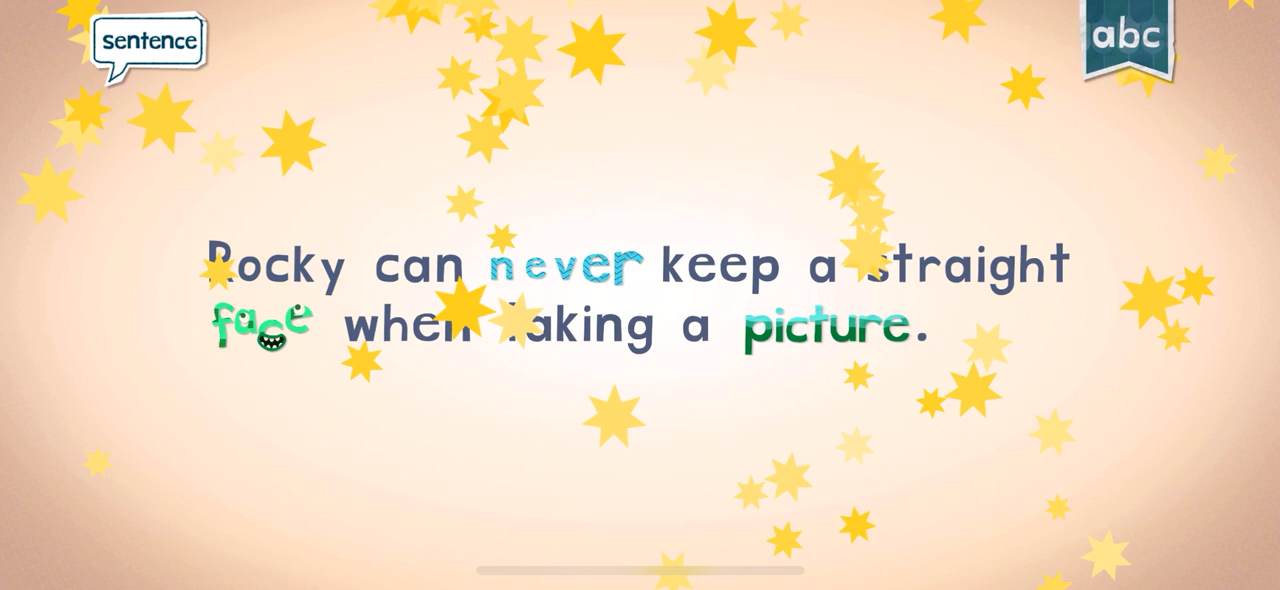 sentence
abc
Rocky can never keep a straight
face when taking a picture.